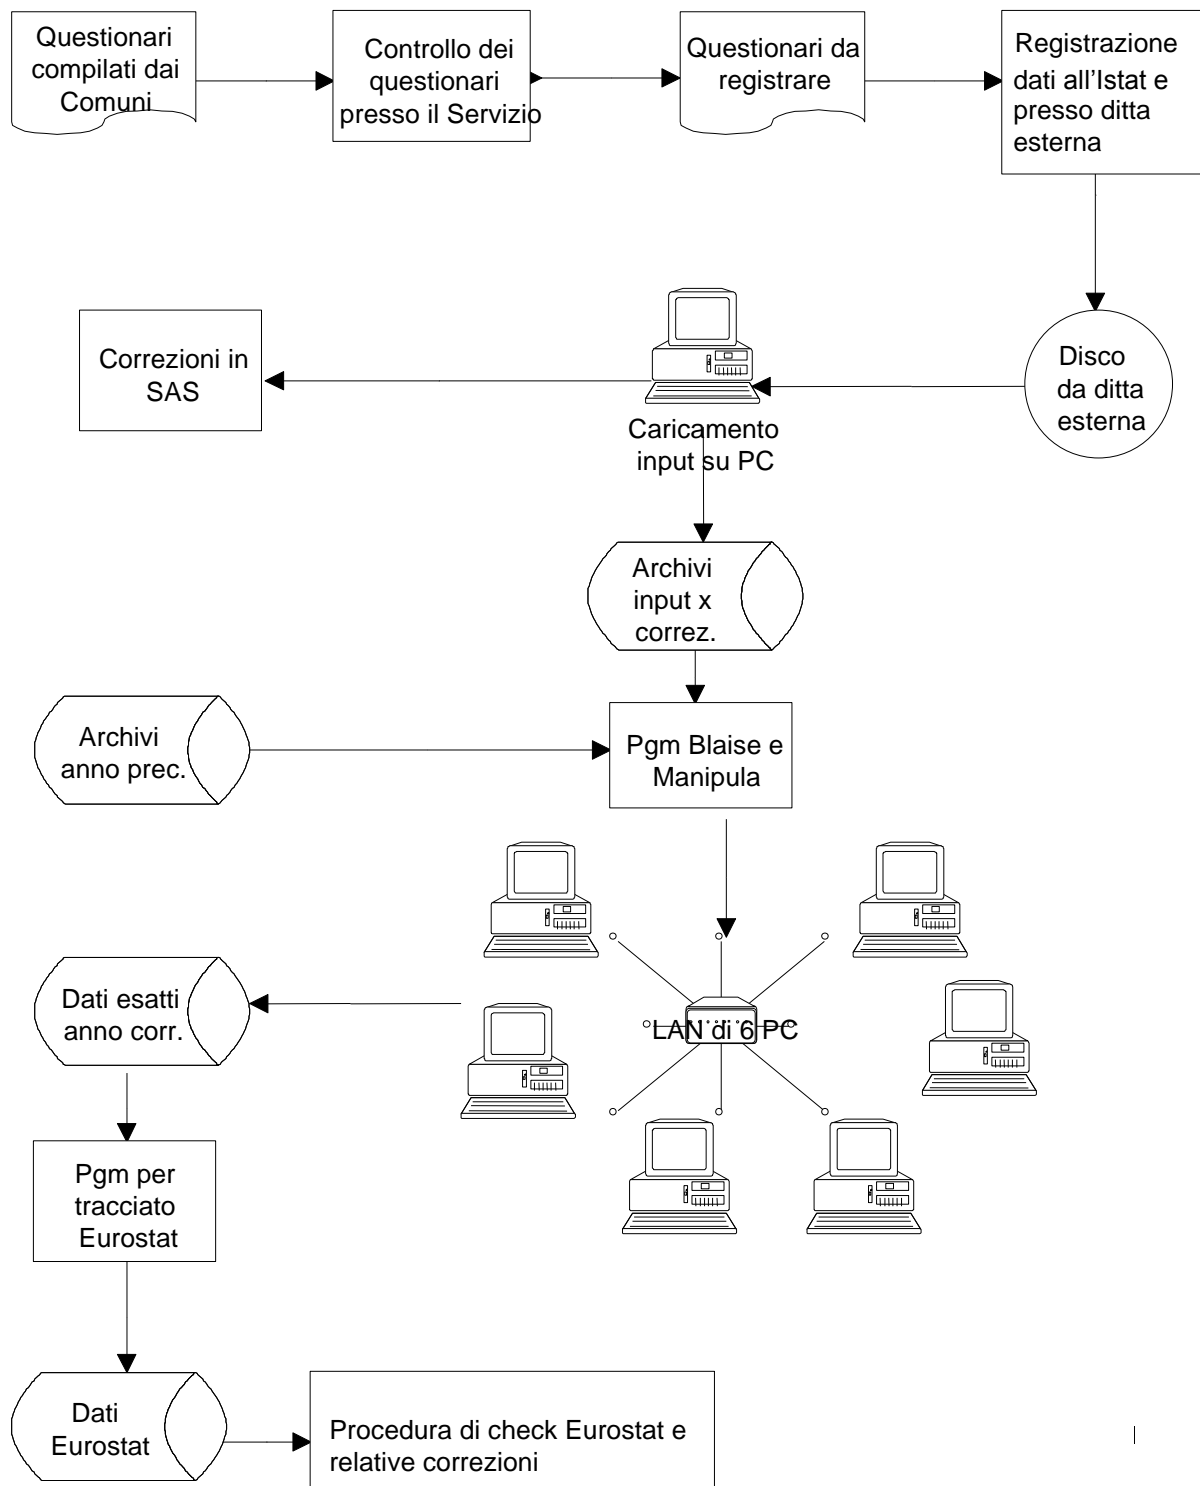 Questionari
compilati dai
Comuni
Controllo dei
questionari
presso il Servizio
Questionari da
registrare
Registrazione
dati all'Istat e
presso ditta
esterna
Correzioni in
SAS
Caricamento
input su PC
Disco
da ditta
esterna
Archivi
input x
correz.
Archivi
anno prec.
Pgm Blaise e
Manipula
Dati esatti
anno corr.
LAN di 6 PC
Pgm per
tracciato
Eurostat
Dati
Eurostat
Procedura di check Eurostat e
relative correzioni